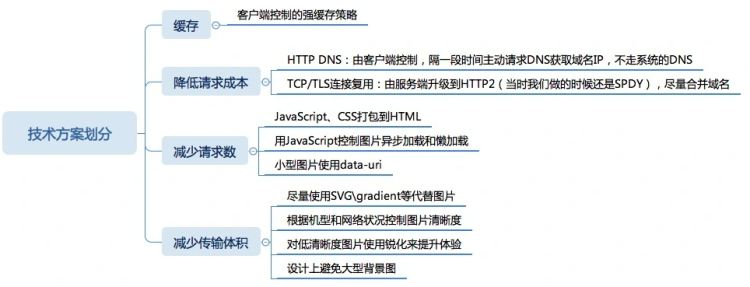 技术方案划分
缓存
客户端控制的强缓存策略
降低请求成本
HTTP DNS：由客户端控制，隔一段时间主动请求DNS获取域名IP，不走系统的DNS
TCP/TLS连接复用：由服务端升级到HTTP2（当时我们做的时候还是SPDY），尽量合并域名
减少请求数
JavaScript、CSS打包到HTML
用JavaScript控制图片异步加载和懒加载
小型图片使用data-uri
减少传输体积
尽量使用SVG\gradient等代替图片
根据机型和网络状况控制图片清晰度
对低清晰度图片使用锐化来提升体验
设计上避免大型背景图